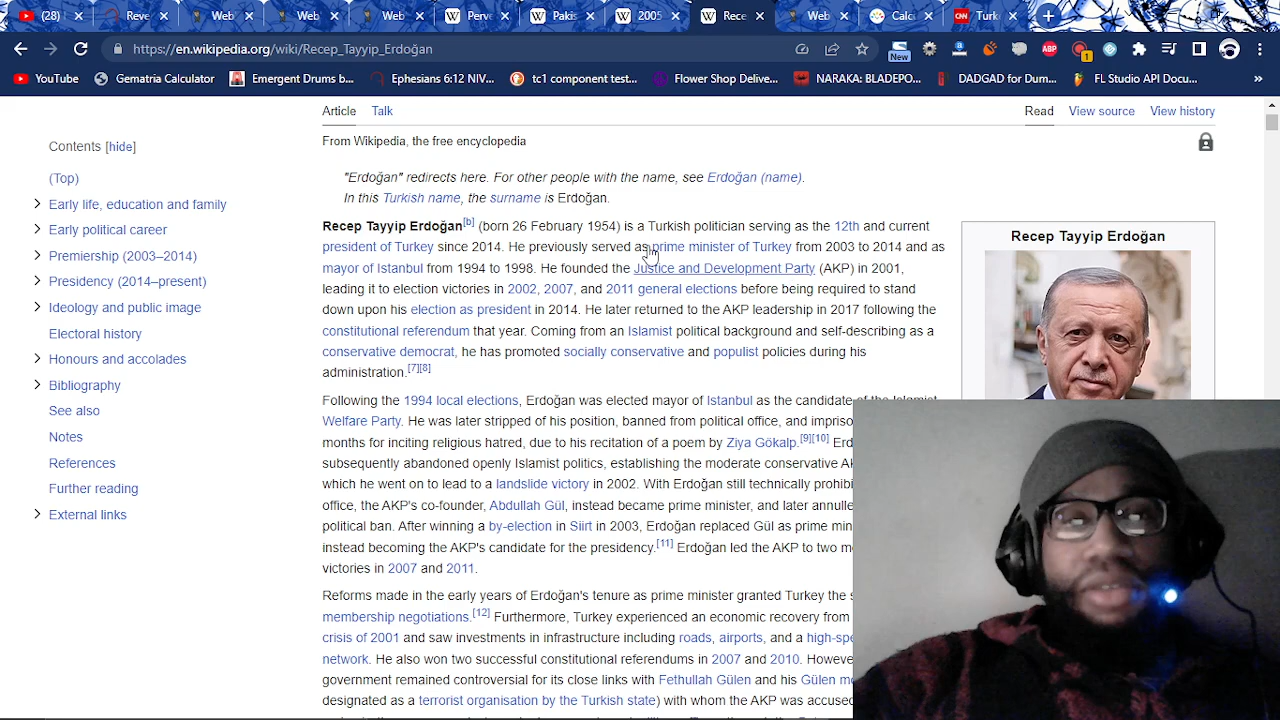 (28)
Reve
Web
Web
Web
Perve
Pakis
2005
Rece
Web
Calc
CNN Turk
https://en.wikipedia.org/wiki/Recep_Tayyip_Erdoğan
New
ABP
1
YouTube
Gematria Calculator
Emergent Drums b...
Ephesians 6:12 NIV...
tc1 component test...
Flower Shop Delive...
NARAKA: BLADEPO...
DADGAD for Dum...
FL Studio API Docu...
»
Article Talk
Read View source View history
From Wikipedia, the free encyclopedia
Contents [hide]
(Top)
Early life, education and family
Early political career
Premiership (2003–2014)
Presidency (2014–present)
Ideology and public image
Electoral history
Honours and accolades
Bibliography
See also
Notes
References
Further reading
External links
"Erdoğan" redirects here. For other people with the name, see Erdoğan (name).
In this Turkish name, the surname is Erdoğan.
Recep Tayyip Erdoğan[b] (born 26 February 1954) is a Turkish politician serving as the 12th and current
president of Turkey since 2014. He previously served as prime minister of Turkey from 2003 to 2014 and as
mayor of Istanbul from 1994 to 1998. He founded the Justice and Development Party (AKP) in 2001,
leading it to election victories in 2002, 2007, and 2011 general elections before being required to stand
down upon his election as president in 2014. He later returned to the AKP leadership in 2017 following the
constitutional referendum that year. Coming from an Islamist political background and self-describing as a
conservative democrat, he has promoted socially conservative and populist policies during his
administration.[7][8]
Following the 1994 local elections, Erdoğan was elected mayor of Istanbul as the candidate of the Islamist
Welfare Party. He was later stripped of his position, banned from political office, and impriso
months for inciting religious hatred, due to his recitation of a poem by Ziya Gökalp.[9][10] Erd
subsequently abandoned openly Islamist politics, establishing the moderate conservative AK
which he went on to lead to a landslide victory in 2002. With Erdoğan still technically prohib
office, the AKP's co-founder, Abdullah Gül, instead became prime minister, and later annulle
political ban. After winning a by-election in Siirt in 2003, Erdoğan replaced Gül as prime min
instead becoming the AKP's candidate for the presidency.[11] Erdoğan led the AKP to two m
victories in 2007 and 2011.
Reforms made in the early years of Erdoğan's tenure as prime minister granted Turkey the s
membership negotiations.[12] Furthermore, Turkey experienced an economic recovery from
crisis of 2001 and saw investments in infrastructure including roads, airports, and a high-spe
network. He also won two successful constitutional referendums in 2007 and 2010. Howeve
government remained controversial for its close links with Fethullah Gülen and his Gülen mo
designated as a terrorist organisation by the Turkish state) with whom the AKP was accused
Recep Tayyip Erdoğan